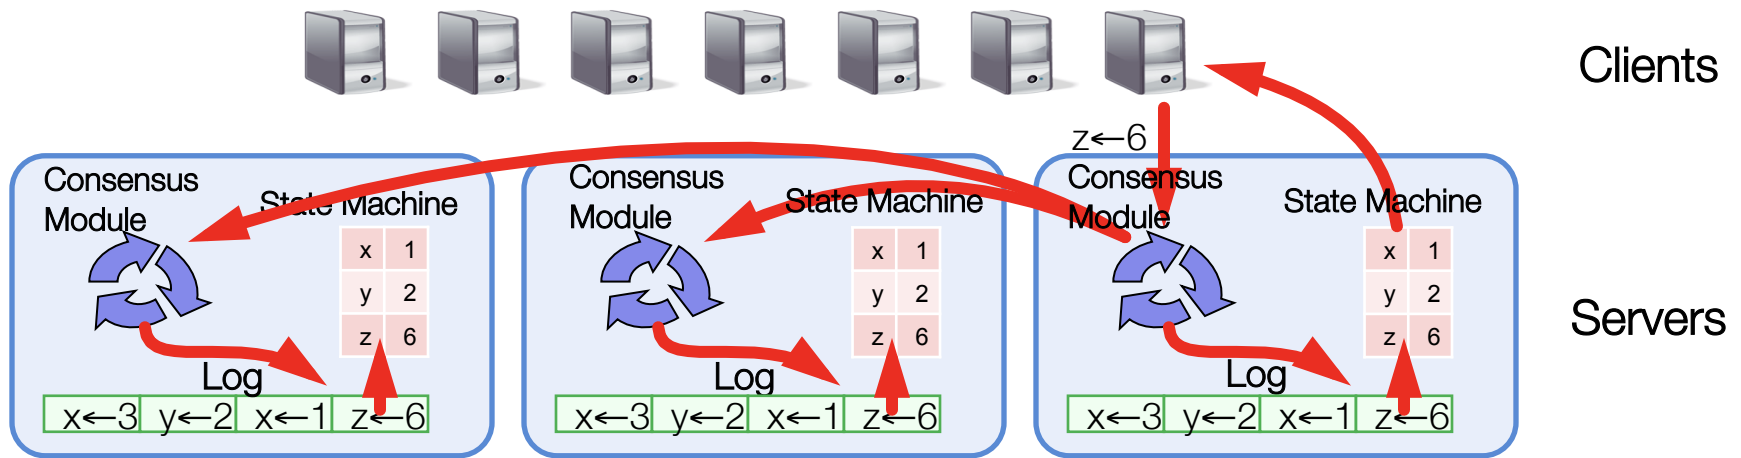 Clients
z←6
Consensus
Module
State Machine
x 1
y 2
z 6
Log
x←3 y←2 x←1 z←6
Consensus
Module
State Machine
x 1
y 2
z 6
Log
x←3 y←2 x←1 z←6
Consensus
Module
State Machine
x 1
y 2
z 6
Log
x←3 y←2 x←1 z←6
Servers